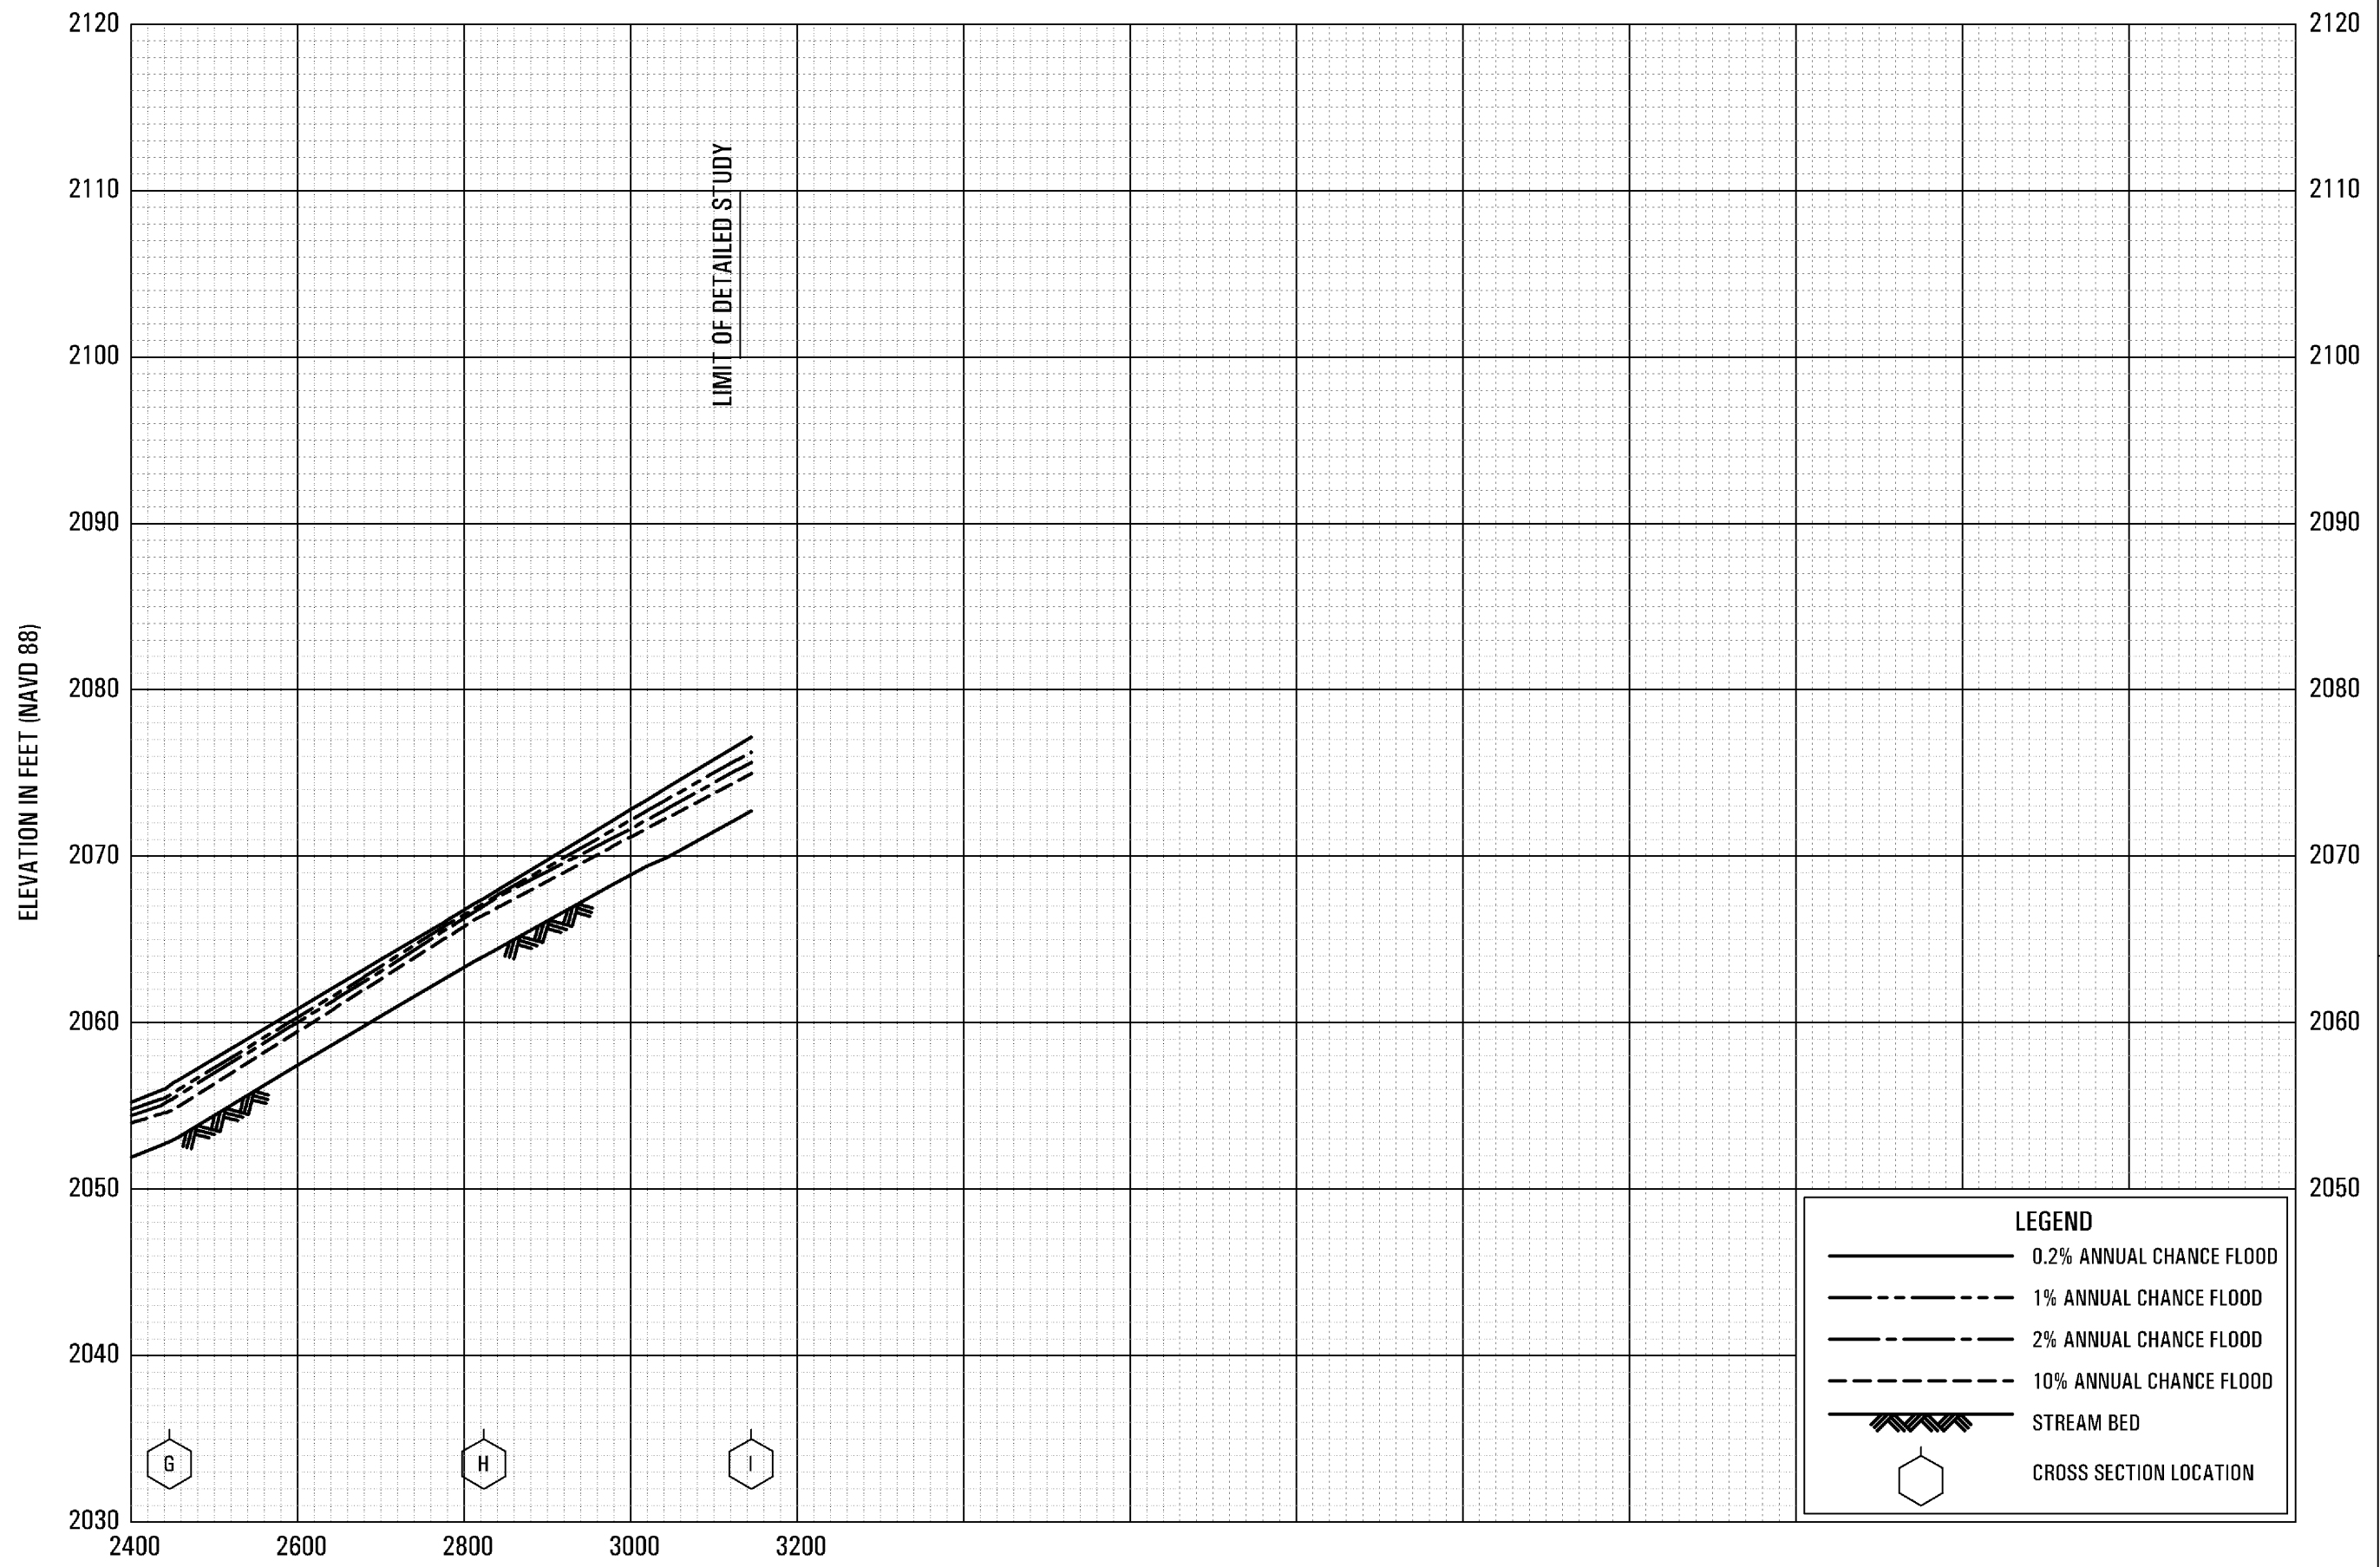 2120
2120
LIMIT OF DETAILED STUDY
2110
2110
2100
2100
2090
2090
ELEVATION IN FEET (NAVD 88)
2080
2080
2070
2070
2060
2060
2050
2050
LEGEND
0.2% ANNUAL CHANCE FLOOD
1% ANNUAL CHANCE FLOOD
2% ANNUAL CHANCE FLOOD
2040
10% ANNUAL CHANCE FLOOD
STREAM BED
G
H
I
CROSS SECTION LOCATION
2030
2400
2600
2800
3000
3200